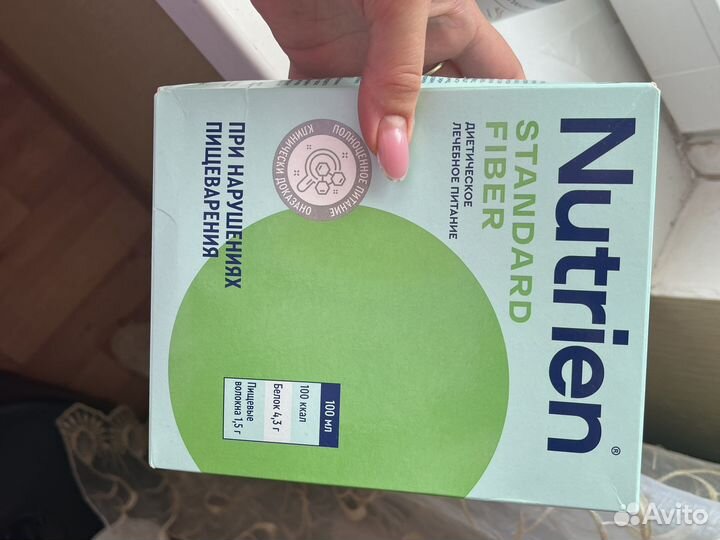 Nutrien®
STANDARD
FIBER
ДИЕТИЧЕСКОЕ
ЛЕЧЕБНОЕ ПИТАНИЕ
ПОЛНОЦЕННОЕ ПИТАНИЕ
КЛИНИЧЕСКИ ДОКАЗАНО
ПРИ НАРУШЕНИЯХ
ПИЩЕВАРЕНИЯ
100 мл
100 ккал
Белок 4,3 г
Пищевые
волокна 1,5 г
Avito